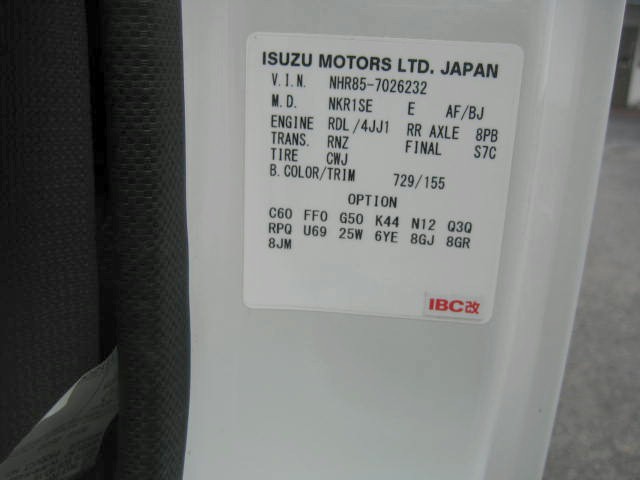 ISUZU MOTORS LTD. JAPAN
V.I.N. NHR85-7026232
M.D. NKR1SE E AF/BJ
ENGINE RDL/4JJ1 RR AXLE 8PB
TRANS. RNZ FINAL S7C
TIRE CWJ
B.COLOR/TRIM 729/155
OPTION
C60 FF0 G50 K44 N12 Q3Q
RPQ U69 25W 6YE 8GJ 8GR
8JM
IBC改